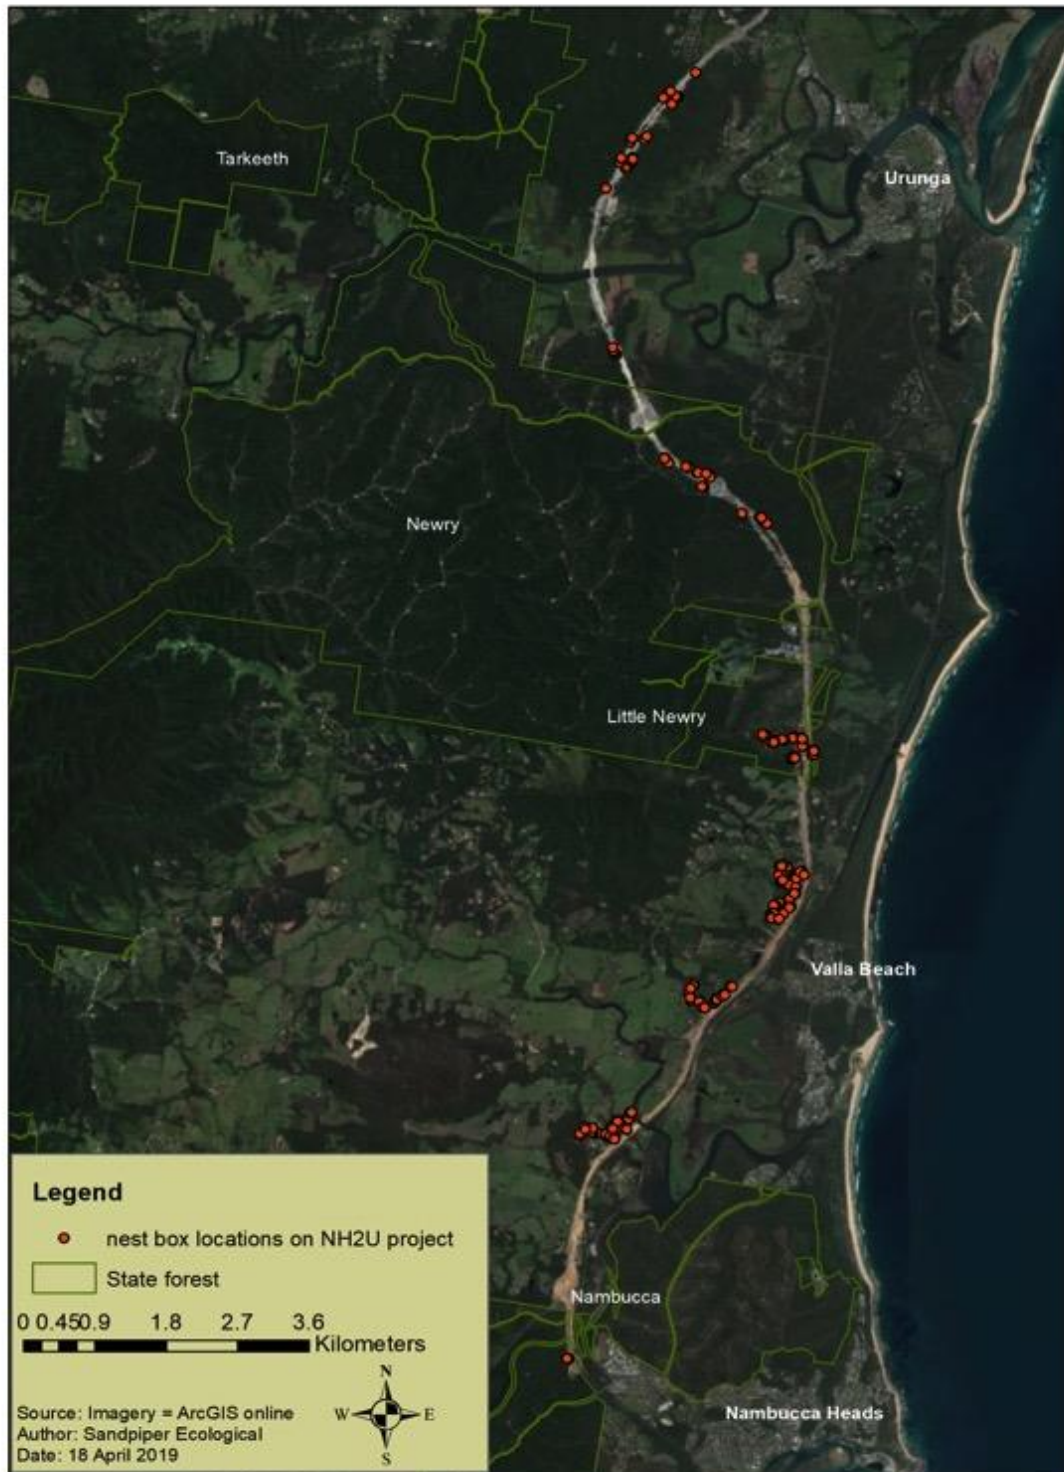 Tarkeeth
Urunga
Newry
Little Newry
Valla Beach
Nambucca
Nambucca Heads
Legend
nest box locations on NH2U project
State forest
0 0.45 0.9 1.8 2.7 3.6
Kilometers
N
W E
S
Source: Imagery = ArcGIS online
Author: Sandpiper Ecological
Date: 18 April 2019